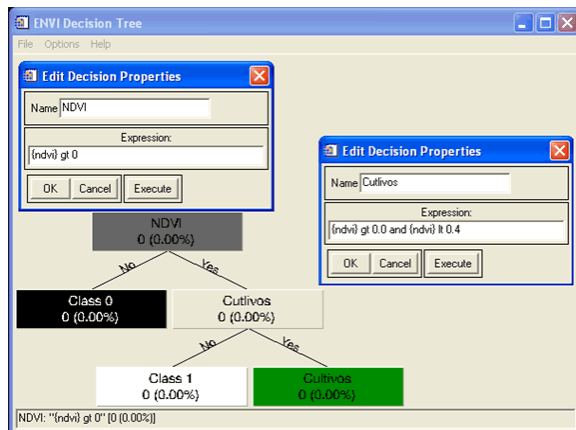 ENVI Decision Tree
File Options Help
Edit Decision Properties
Name NDVI
Expression:
{ndvi} gt 0
OK Cancel Execute
Edit Decision Properties
Name Cutlivos
Expression:
{ndvi} gt 0.0 and {ndvi} lt 0.4
OK Cancel Execute
NDVI
0 (0.00%)
No Yes
Class 0
0 (0.00%)
Cutlivos
0 (0.00%)
No Yes
Class 1
0 (0.00%)
Cultivos
0 (0.00%)
NDVI: "{ndvi} gt 0" [0 (0.00%)]